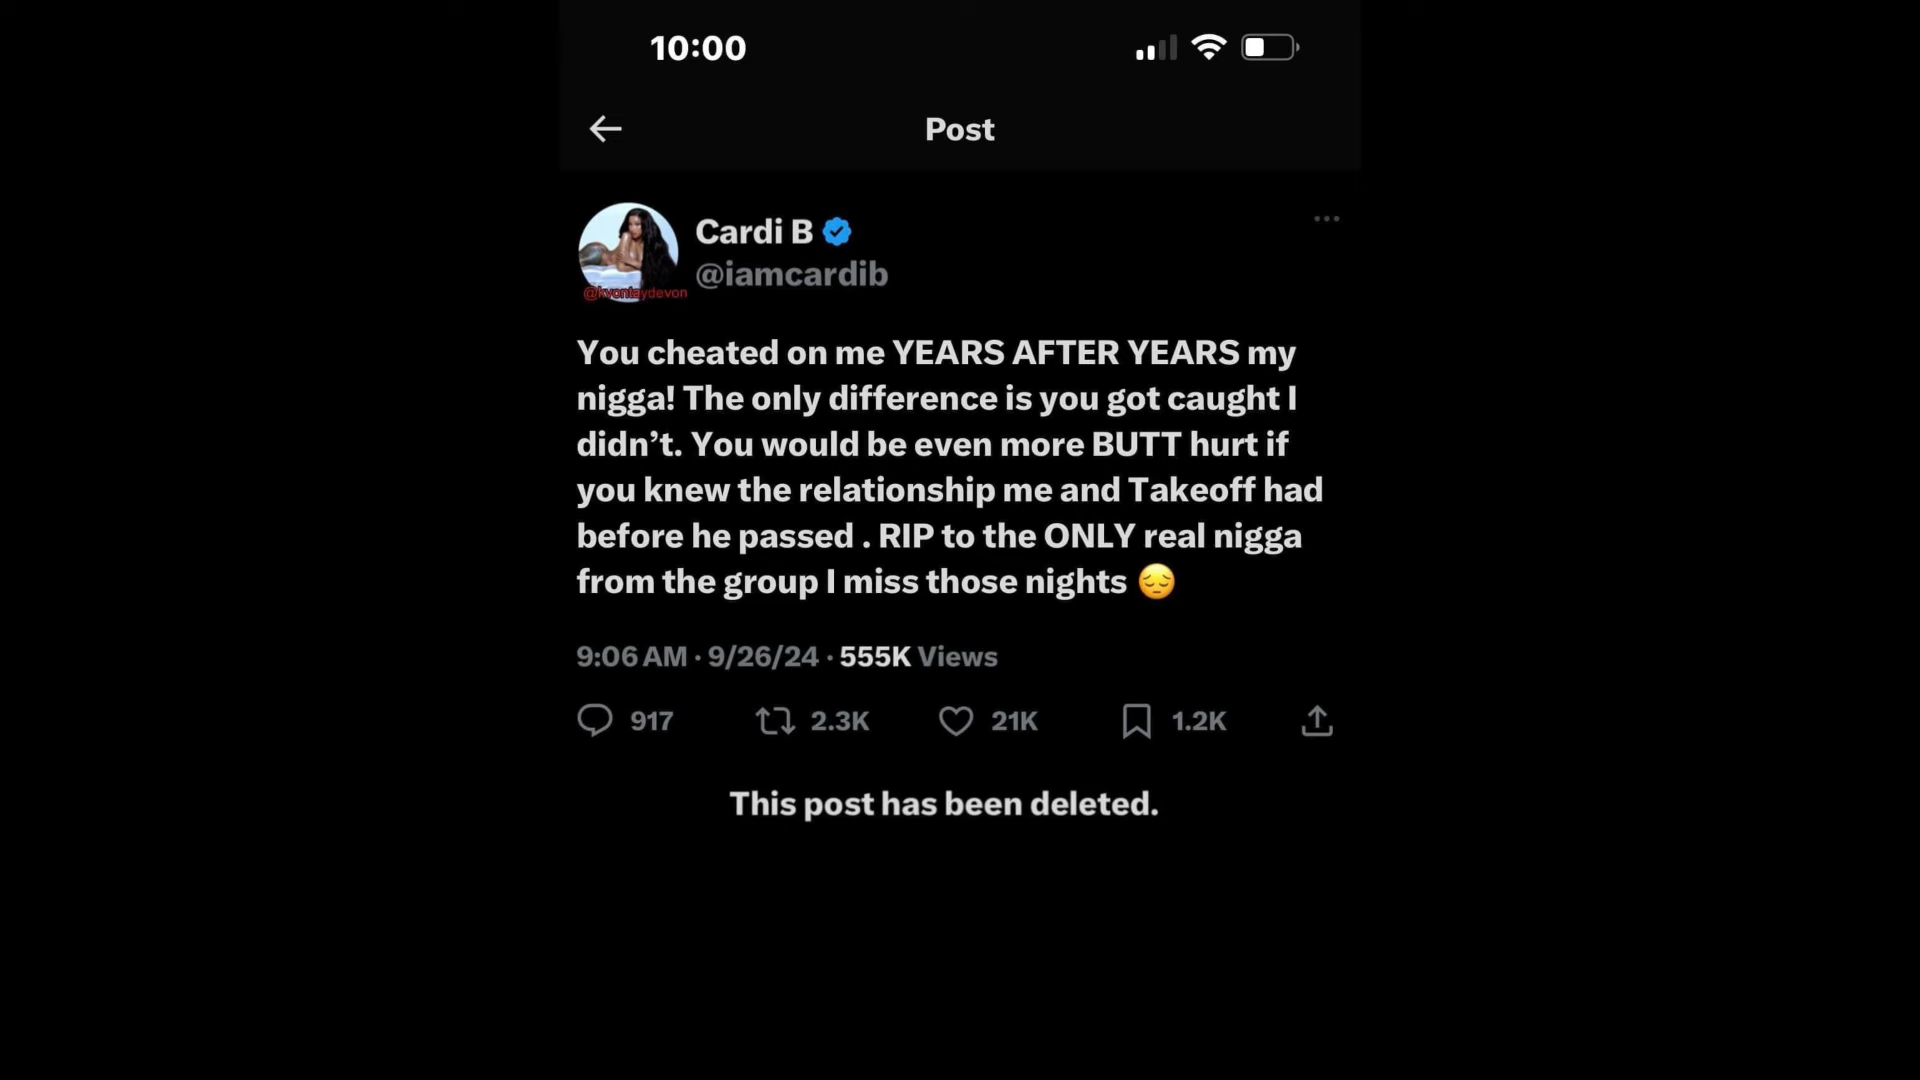 10:00
Post
Cardi B
@iamcardib
@kvontaydevon
You cheated on me YEARS AFTER YEARS my
nigga! The only difference is you got caught I
didn’t. You would be even more BUTT hurt if
you knew the relationship me and Takeoff had
before he passed . RIP to the ONLY real nigga
from the group I miss those nights 😔
9:06 AM · 9/26/24 · 555K Views
917 2.3K 21K 1.2K
This post has been deleted.